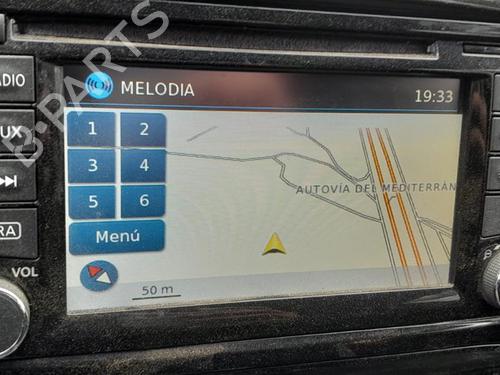 B-PARTS
MELODIA
19:33
1 2
3 4
5 6
Menú
AUTOVÍA DEL MEDITERRÁN
50 m
ADIO
UX
RA
VOL